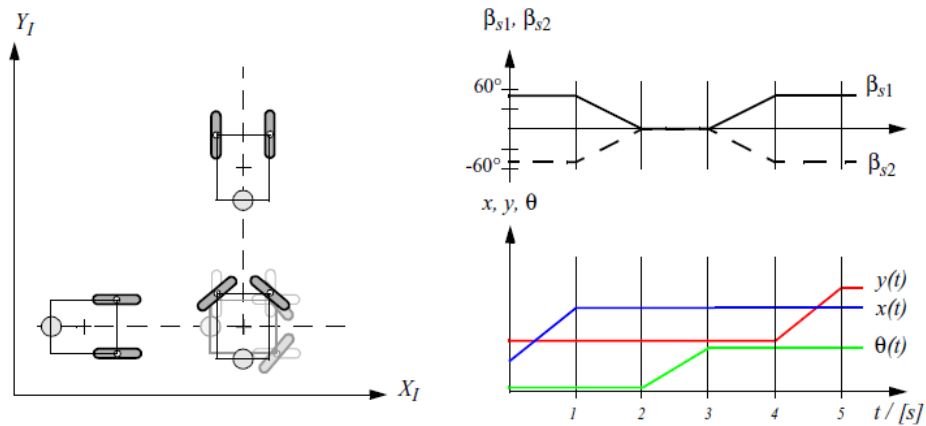 Y_I
X_I
β_s1, β_s2
60°
-60°
β_s1
β_s2
x, y, θ
y(t)
x(t)
θ(t)
1 2 3 4 5 t / [s]